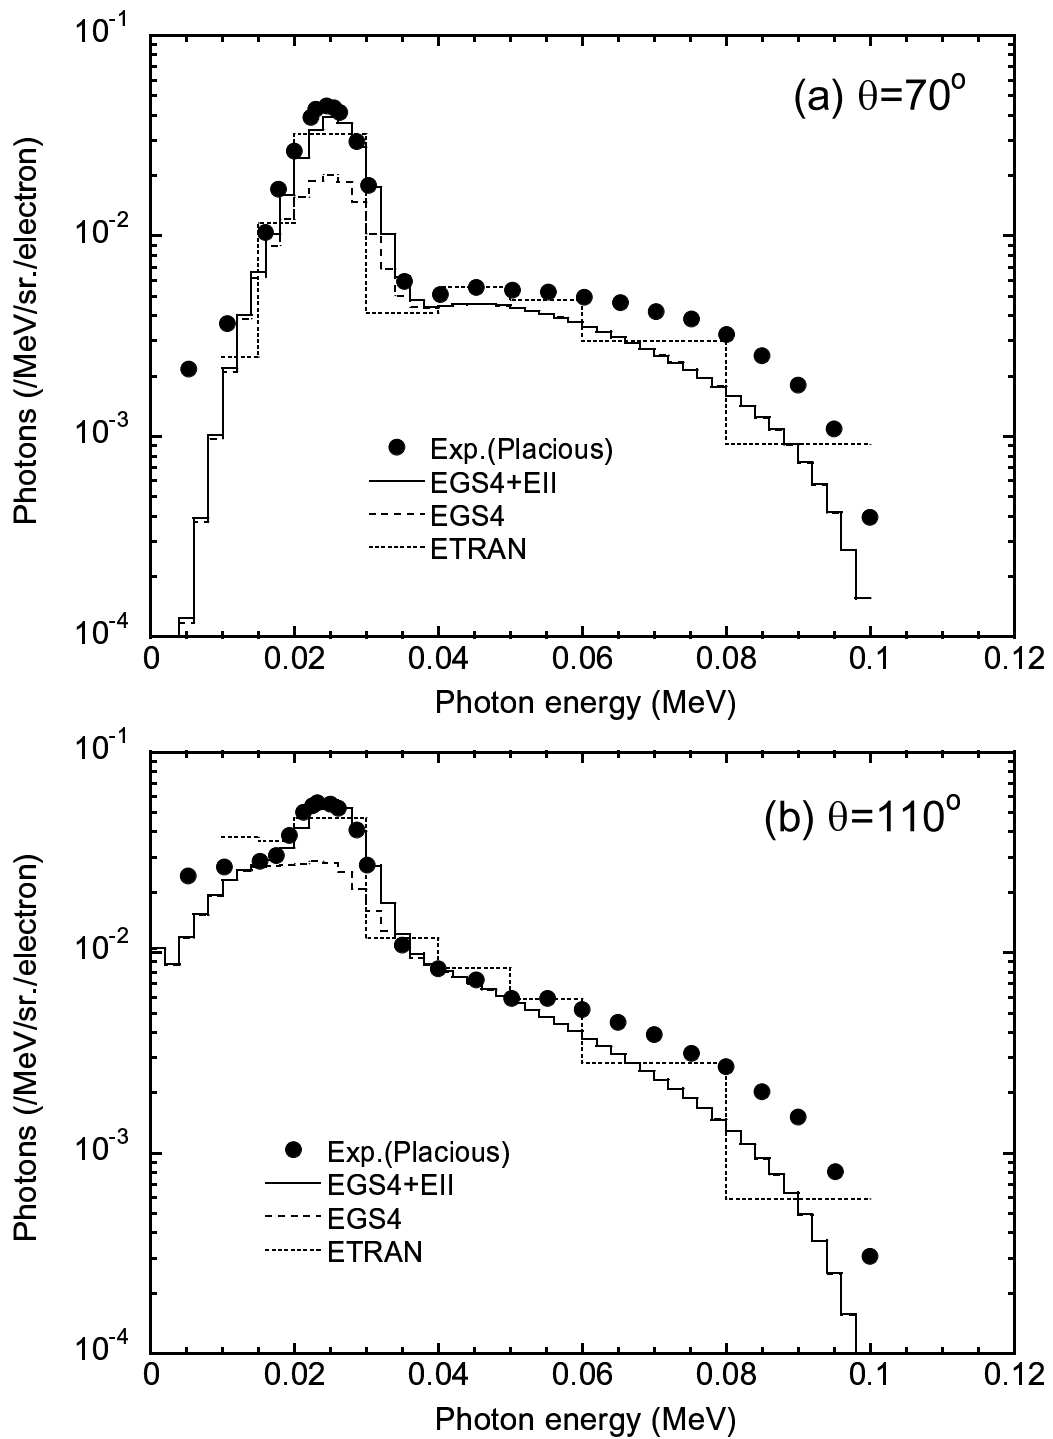 10-1
(a) θ=70o
10-2
Photons (/MeV/sr./electron)
10-3
Exp.(Placious)
EGS4+EII
EGS4
ETRAN
10-4
0 0.02 0.04 0.06 0.08 0.1 0.12
Photon energy (MeV)
10-1
(b) θ=110o
10-2
Photons (/MeV/sr./electron)
10-3
Exp.(Placious)
EGS4+EII
EGS4
ETRAN
10-4
0 0.02 0.04 0.06 0.08 0.1 0.12
Photon energy (MeV)